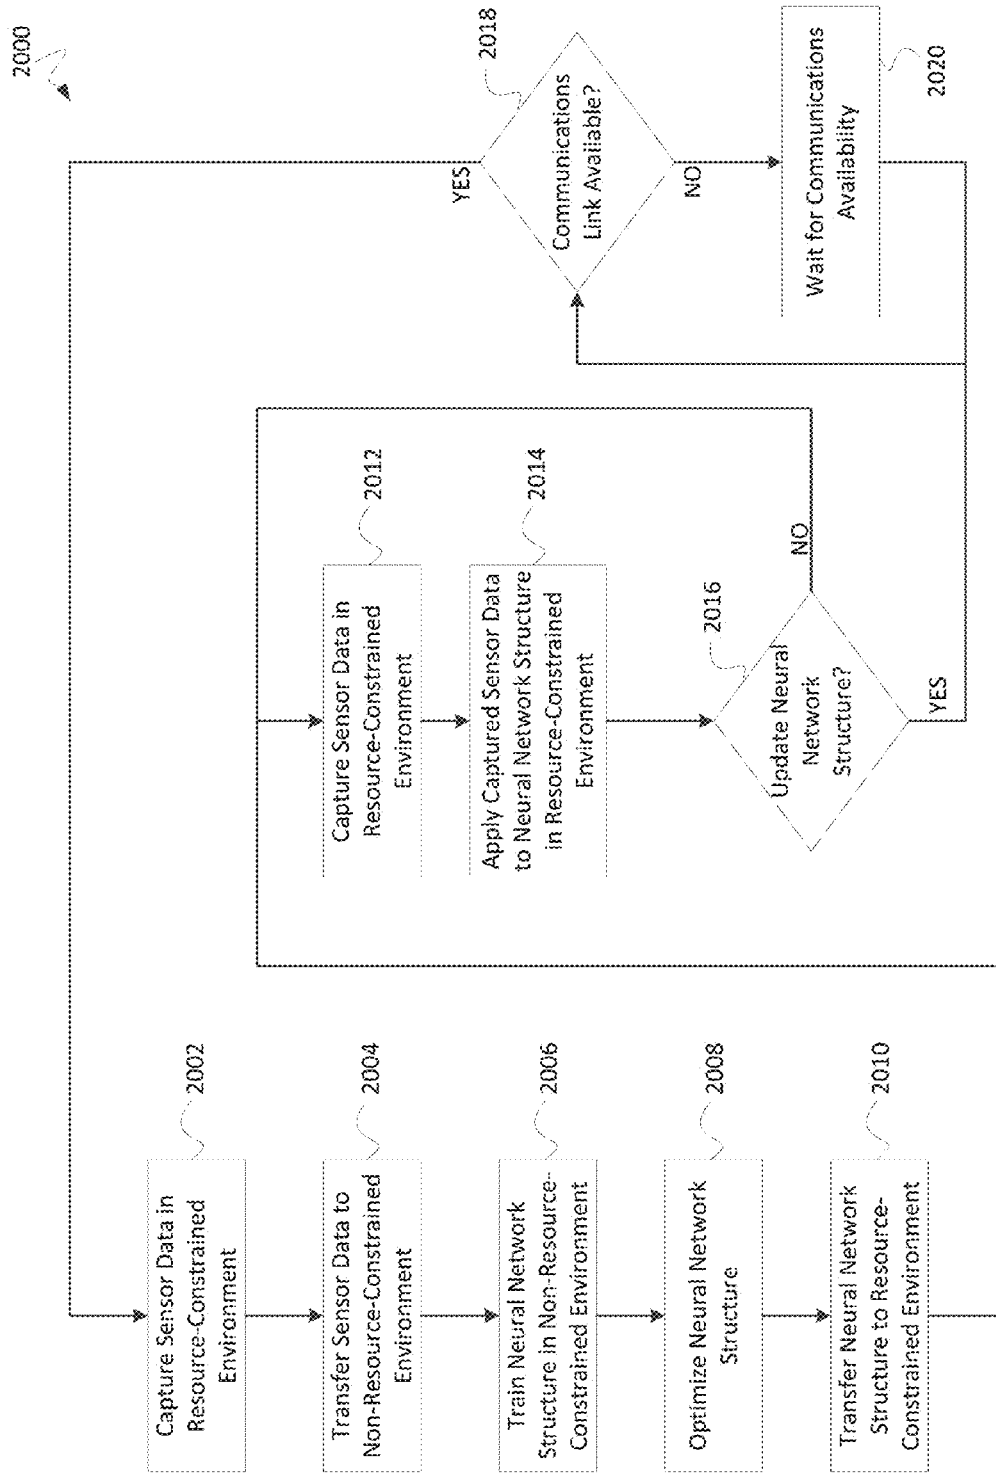 2000
Capture Sensor Data in
Resource-Constrained
Environment
2002
Transfer Sensor Data to
Non-Resource-Constrained
Environment
2004
Train Neural Network
Structure in Non-Resource-
Constrained Environment
2006
Optimize Neural Network
Structure
2008
Transfer Neural Network
Structure to Resource-
Constrained Environment
2010
Capture Sensor Data in
Resource-Constrained
Environment
2012
Apply Captured Sensor Data
to Neural Network Structure
in Resource-Constrained
Environment
2014
Update Neural
Network
Structure?
2016
NO
YES
Communications
Link Available?
2018
YES
NO
Wait for Communications
Availability
2020